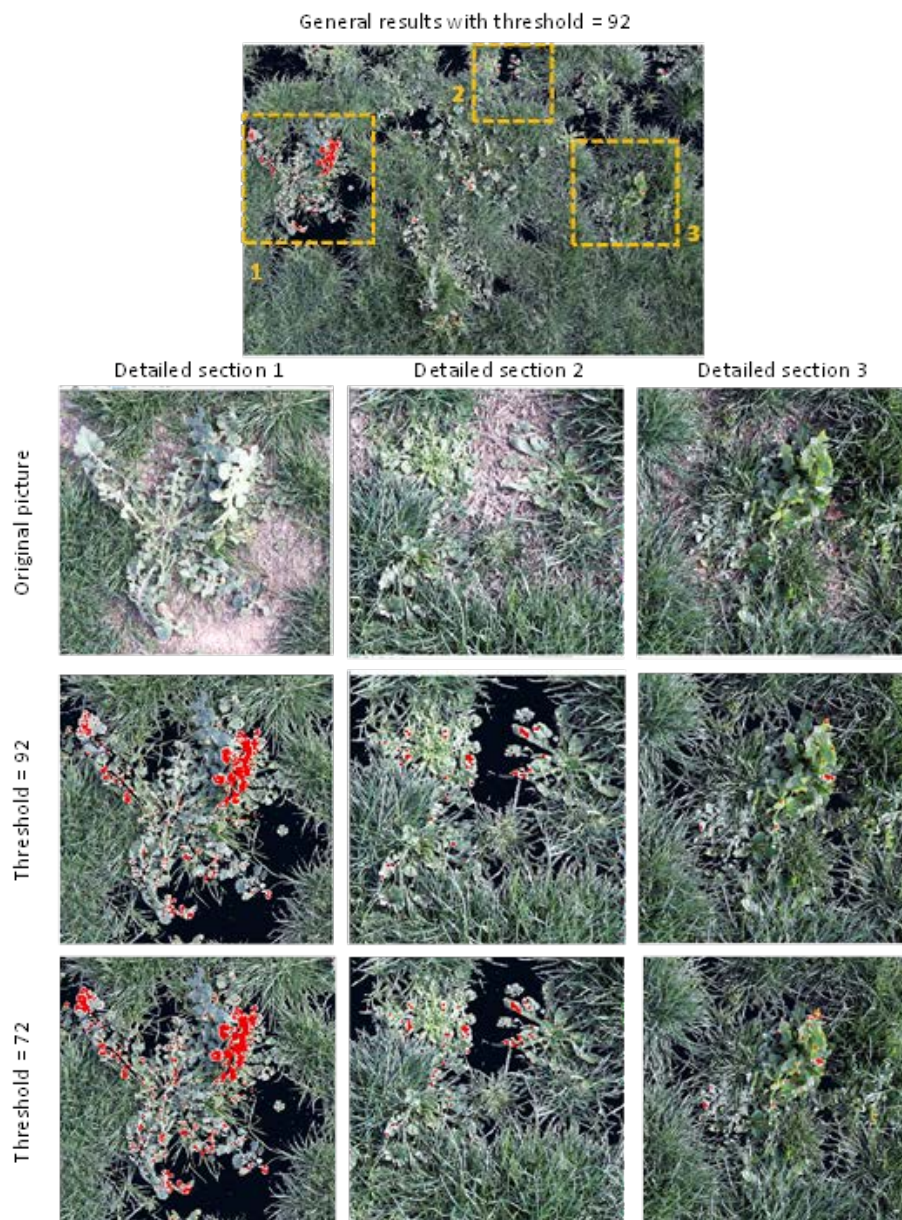 General results with threshold = 92
2
1
3
Detailed section 1
Detailed section 2
Detailed section 3
Original picture
Threshold = 92
Threshold = 72